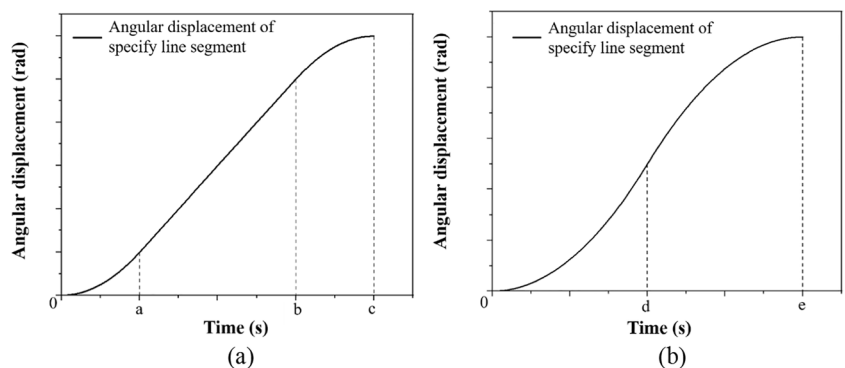 Angular displacement of
specify line segment
Angular displacement (rad)
0
a
b
c
Time (s)
(a)
Angular displacement of
specify line segment
Angular displacement (rad)
0
d
e
Time (s)
(b)